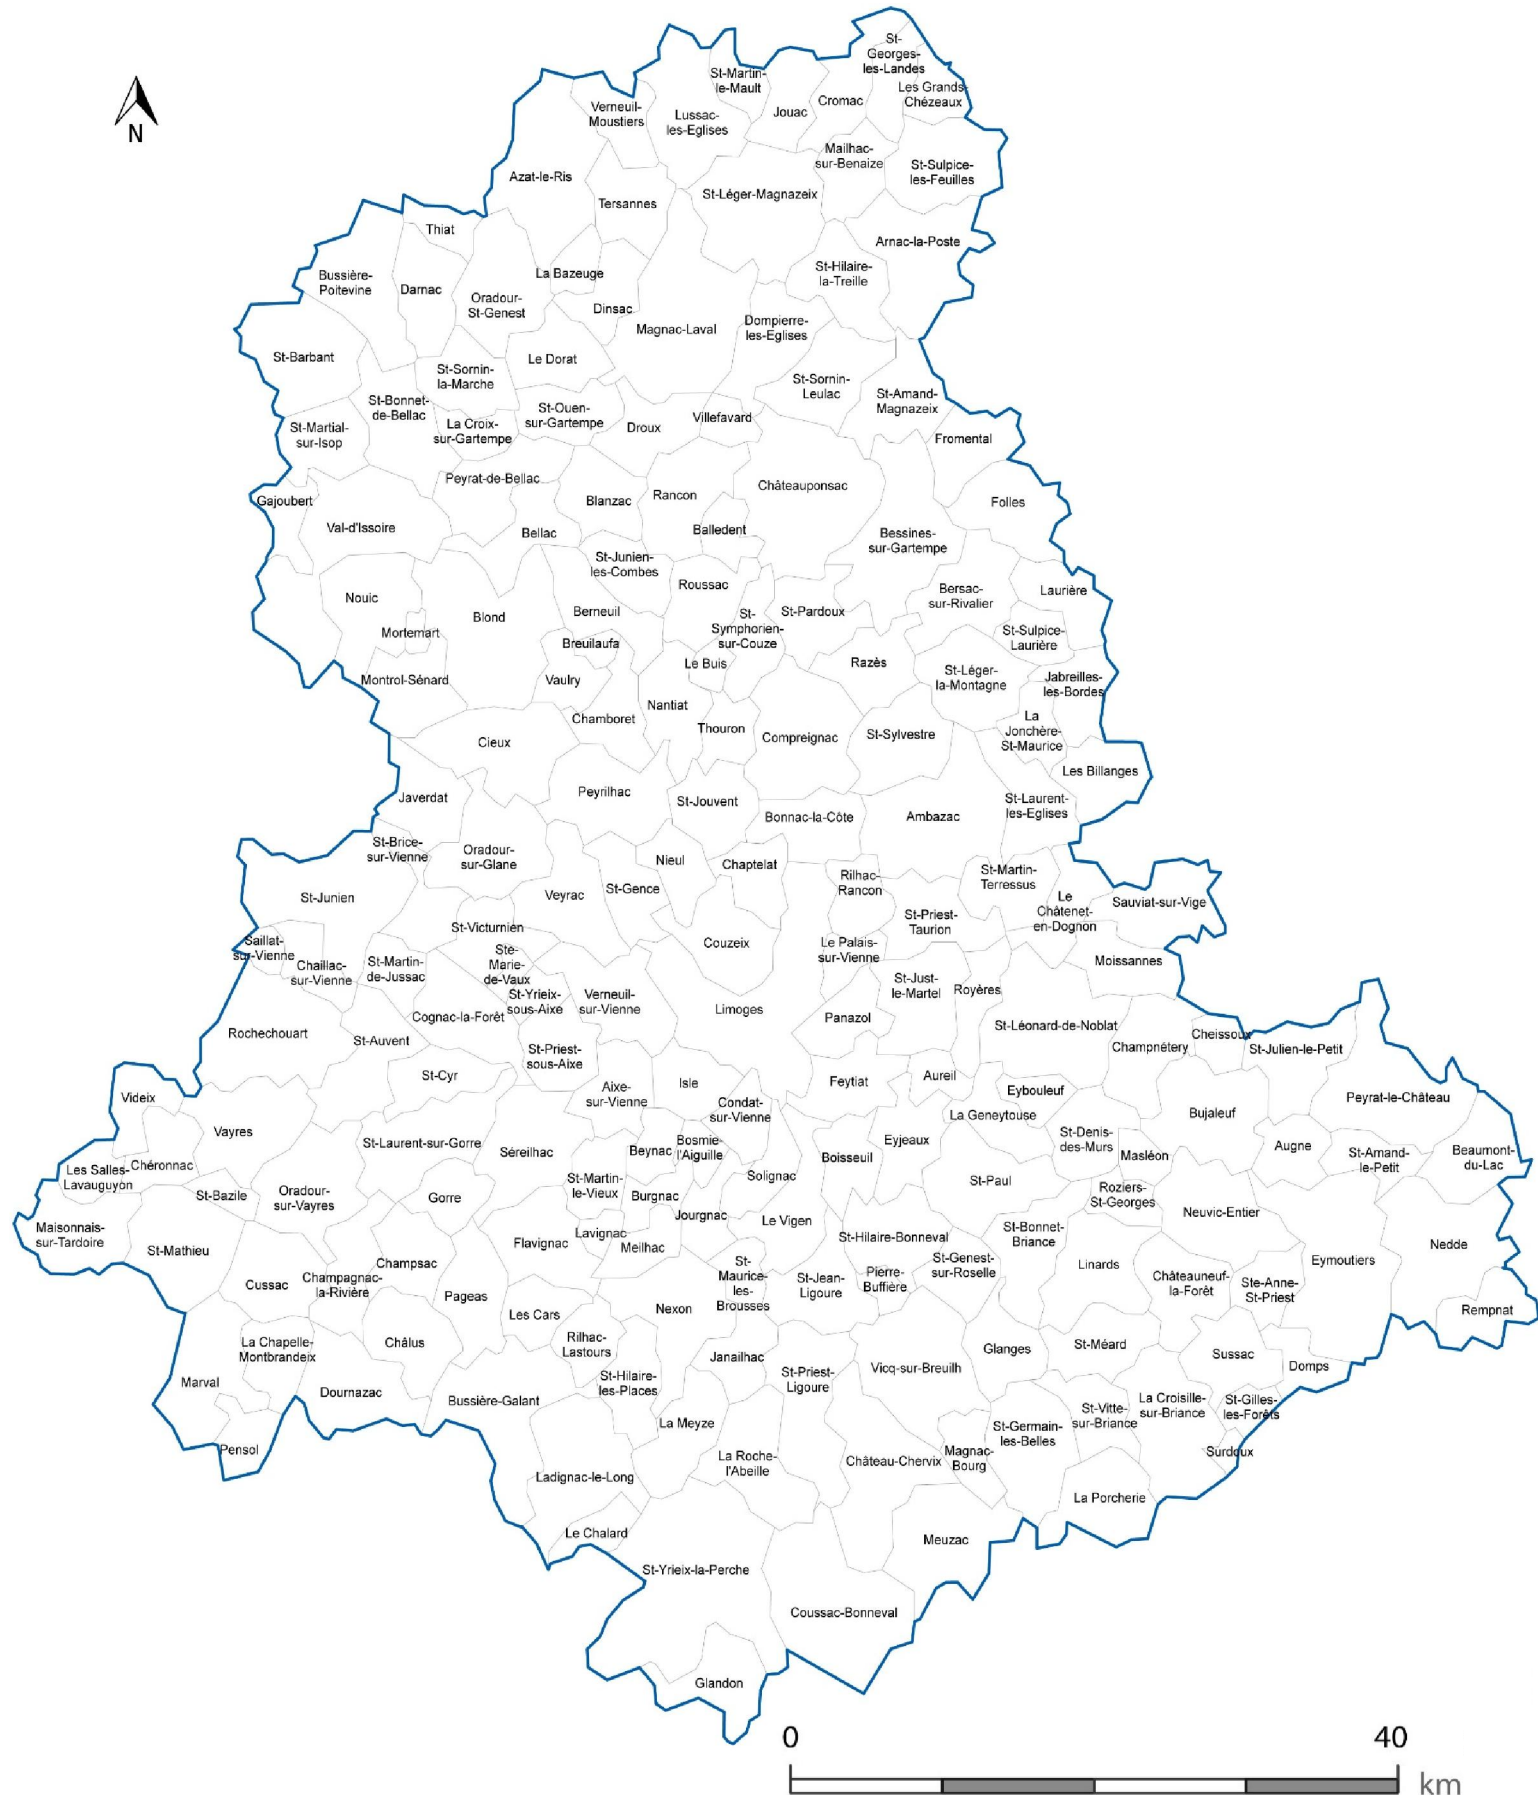 St-
Georges-
les-Landes
St-Martin-
le-Mault
Les Grands-
Chézeaux
Cromac
Jouac
Verneuil-
Moustiers
Lussac-
les-Eglises
N
Mailhac-
sur-Benaize
St-Sulpice-
les-Feuilles
Azat-le-Ris
St-Léger-Magnazeix
Tersannes
Thiat
Arnac-la-Poste
La Bazeuge
St-Hilaire-
la-Treille
Bussière-
Poitevine
Darnac
Oradour-
St-Genest
Dinsac
Magnac-Laval
Dompierre-
les-Eglises
St-Barbant
Le Dorat
St-Sornin-
la-Marche
St-Sornin-
Leulac
St-Amand-
Magnazeix
St-Bonnet-
de-Bellac
St-Ouen-
sur-Gartempe
Villefavard
St-Martial-
sur-Isop
La Croix-
sur-Gartempe
Droux
Fromental
Peyrat-de-Bellac
Châteauponsac
Gajoubert
Blanzac
Rancon
Folles
Val-d'Issoire
Bellac
Balledent
Bessines-
sur-Gartempe
St-Junien-
les-Combes
Roussac
Nouic
Bersac-
sur-Rivalier
Laurière
Blond
Berneuil
St-
Symphorien-
sur-Couze
St-Pardoux
Mortemart
Breuilaufa
St-Sulpice-
Laurière
Le Buis
Razès
Montrol-Sénard
Vaulry
St-Léger-
la-Montagne
Jabreilles-
les-Bordes
Nantiat
Chamboret
Thouron
Compreignac
St-Sylvestre
La
Jonchère-
St-Maurice
Cieux
Les Billanges
Javerdat
Peyrilhac
St-Jouvent
St-Laurent-
les-Eglises
Bonnac-la-Côte
Ambazac
St-Brice-
sur-Vienne
Oradour-
sur-Glane
Nieul
Chaptelat
St-Junien
Veyrac
St-Gence
Rilhac-
Rancon
St-Martin-
Terressus
Le
Châtenet-
en-Dognon
Sauviat-sur-Vige
St-Victurnien
St-Priest-
Taurion
Saillat-
sur-Vienne
Couzeix
Le Palais-
sur-Vienne
Chaillac-
sur-Vienne
St-Martin-
de-Jussac
Ste-
Marie-
de-Vaux
Moissannes
St-Just-
le-Martel
Royères
St-Yrieix-
sous-Aixe
Verneuil-
sur-Vienne
Limoges
Panazol
Cognac-la-Forêt
Rochechouart
St-Auvent
St-Léonard-de-Noblat
Cheissoux
Champnétery
St-Julien-le-Petit
St-Priest-
sous-Aixe
St-Cyr
Isle
Feytiat
Aureil
Videix
Aixe-
sur-Vienne
Eybouleuf
Peyrat-le-Château
Condat-
sur-Vienne
La Geneytouse
Bujaleuf
Vayres
St-Laurent-sur-Gorre
Séreilhac
Beynac
Bosmie-
l'Aiguille
Eyjeaux
St-Denis-
des-Murs
Masléon
Augne
St-Amand-
le-Petit
Beaumont-
du-Lac
Les Salles-
Lavauguyon
Chéronnac
Boisseuil
Solignac
St-Bazile
Oradour-
sur-Vayres
Gorre
St-Martin-
le-Vieux
Burgnac
St-Paul
Roziers-
St-Georges
Jourgnac
Le Vigen
Neuvic-Entier
Maisonnais-
sur-Tardoire
St-Mathieu
Flavignac
Lavignac
Meilhac
St-Hilaire-Bonneval
St-Bonnet-
Briance
Nedde
Champsac
St-
Maurice-
les-
Brousses
St-Genest-
sur-Roselle
Linards
Eymoutiers
Cussac
Champagnac-
la-Rivière
Pageas
St-Jean-
Ligoure
Pierre-
Buffière
Châteauneuf-
la-Forêt
Ste-Anne-
St-Priest
Les Cars
Nexon
Rempnat
La Chapelle-
Montbrandeix
Châlus
Rilhac-
Lastours
Janailhac
Glanges
St-Méard
Sussac
Domps
Marval
Dournazac
Bussière-Galant
St-Hilaire-
les-Places
St-Priest-
Ligoure
Vicq-sur-Breuilh
La Meyze
St-Germain-
les-Belles
St-Vitte-
sur-Briance
La Croisille-
sur-Briance
St-Gilles-
les-Forêts
Pensol
Ladignac-le-Long
La Roche-
l'Abeille
Château-Chervix
Magnac-
Bourg
Surdoux
La Porcherie
Le Chalard
Meuzac
St-Yrieix-la-Perche
Coussac-Bonneval
Glandon
0 40
km